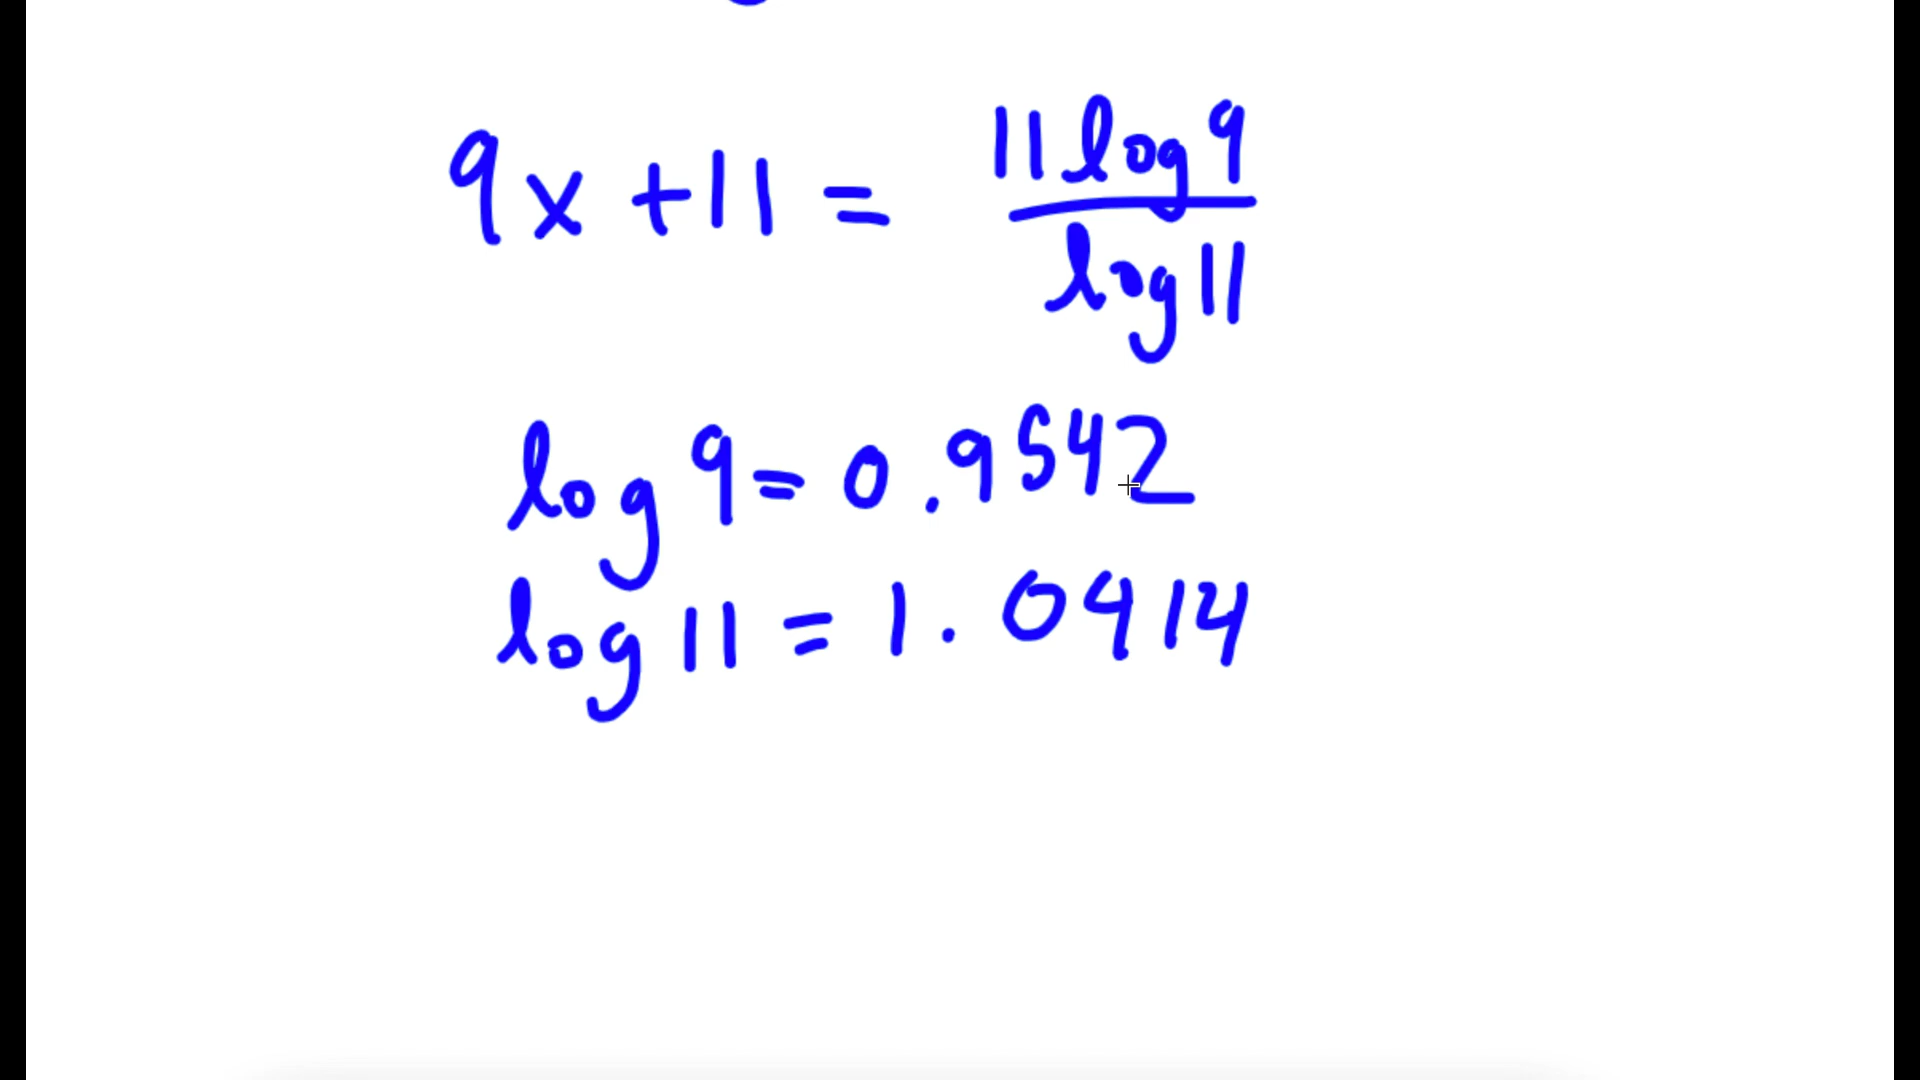 9x + 11 = 11 log 9 / log 11
log 9 = 0.9542
log 11 = 1.0414